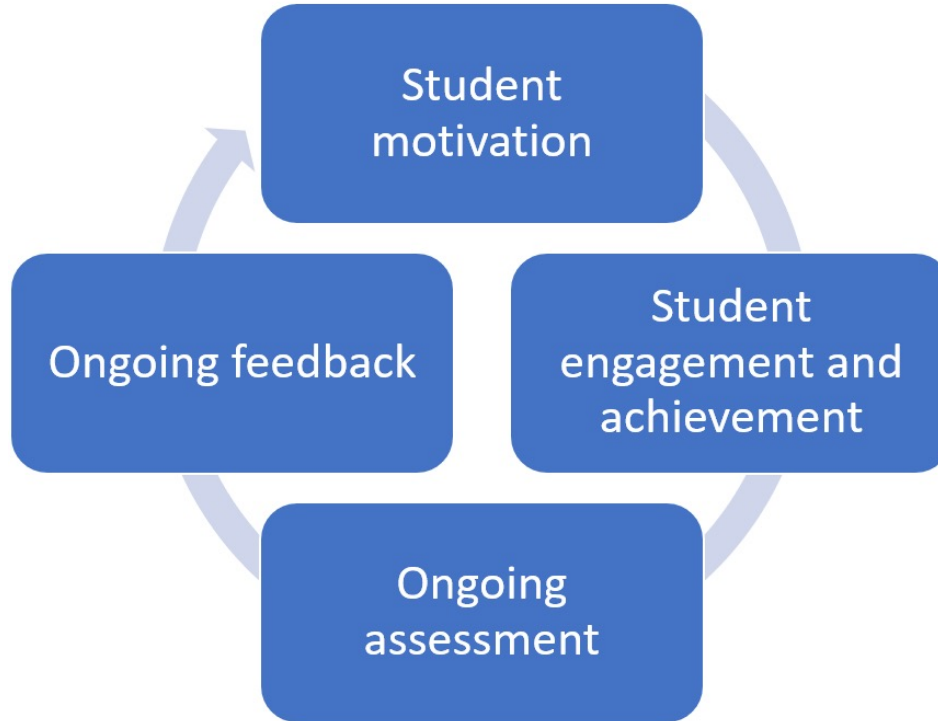 Student
motivation
Student
engagement and
achievement
Ongoing
assessment
Ongoing feedback